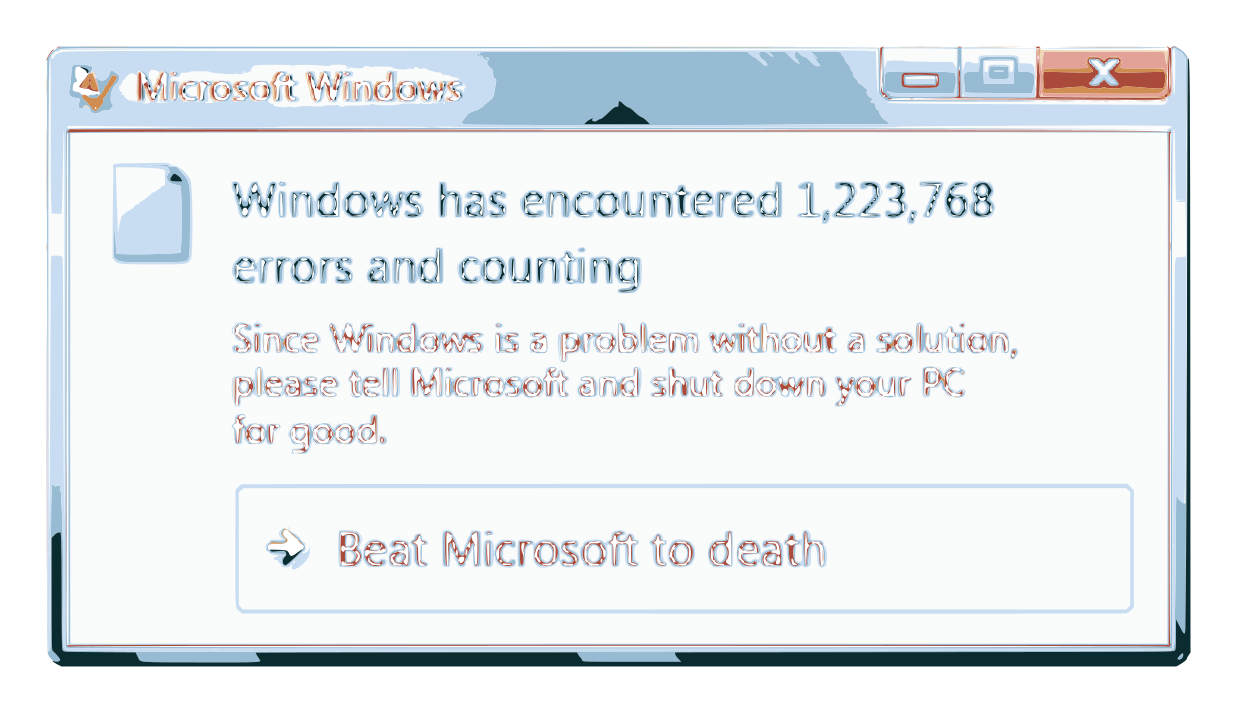 Microsoft Windows
Windows has encountered 1,223,768
errors and counting
Since Windows is a problem without a solution,
please tell Microsoft and shut down your PC
for good.
Beat Microsoft to death